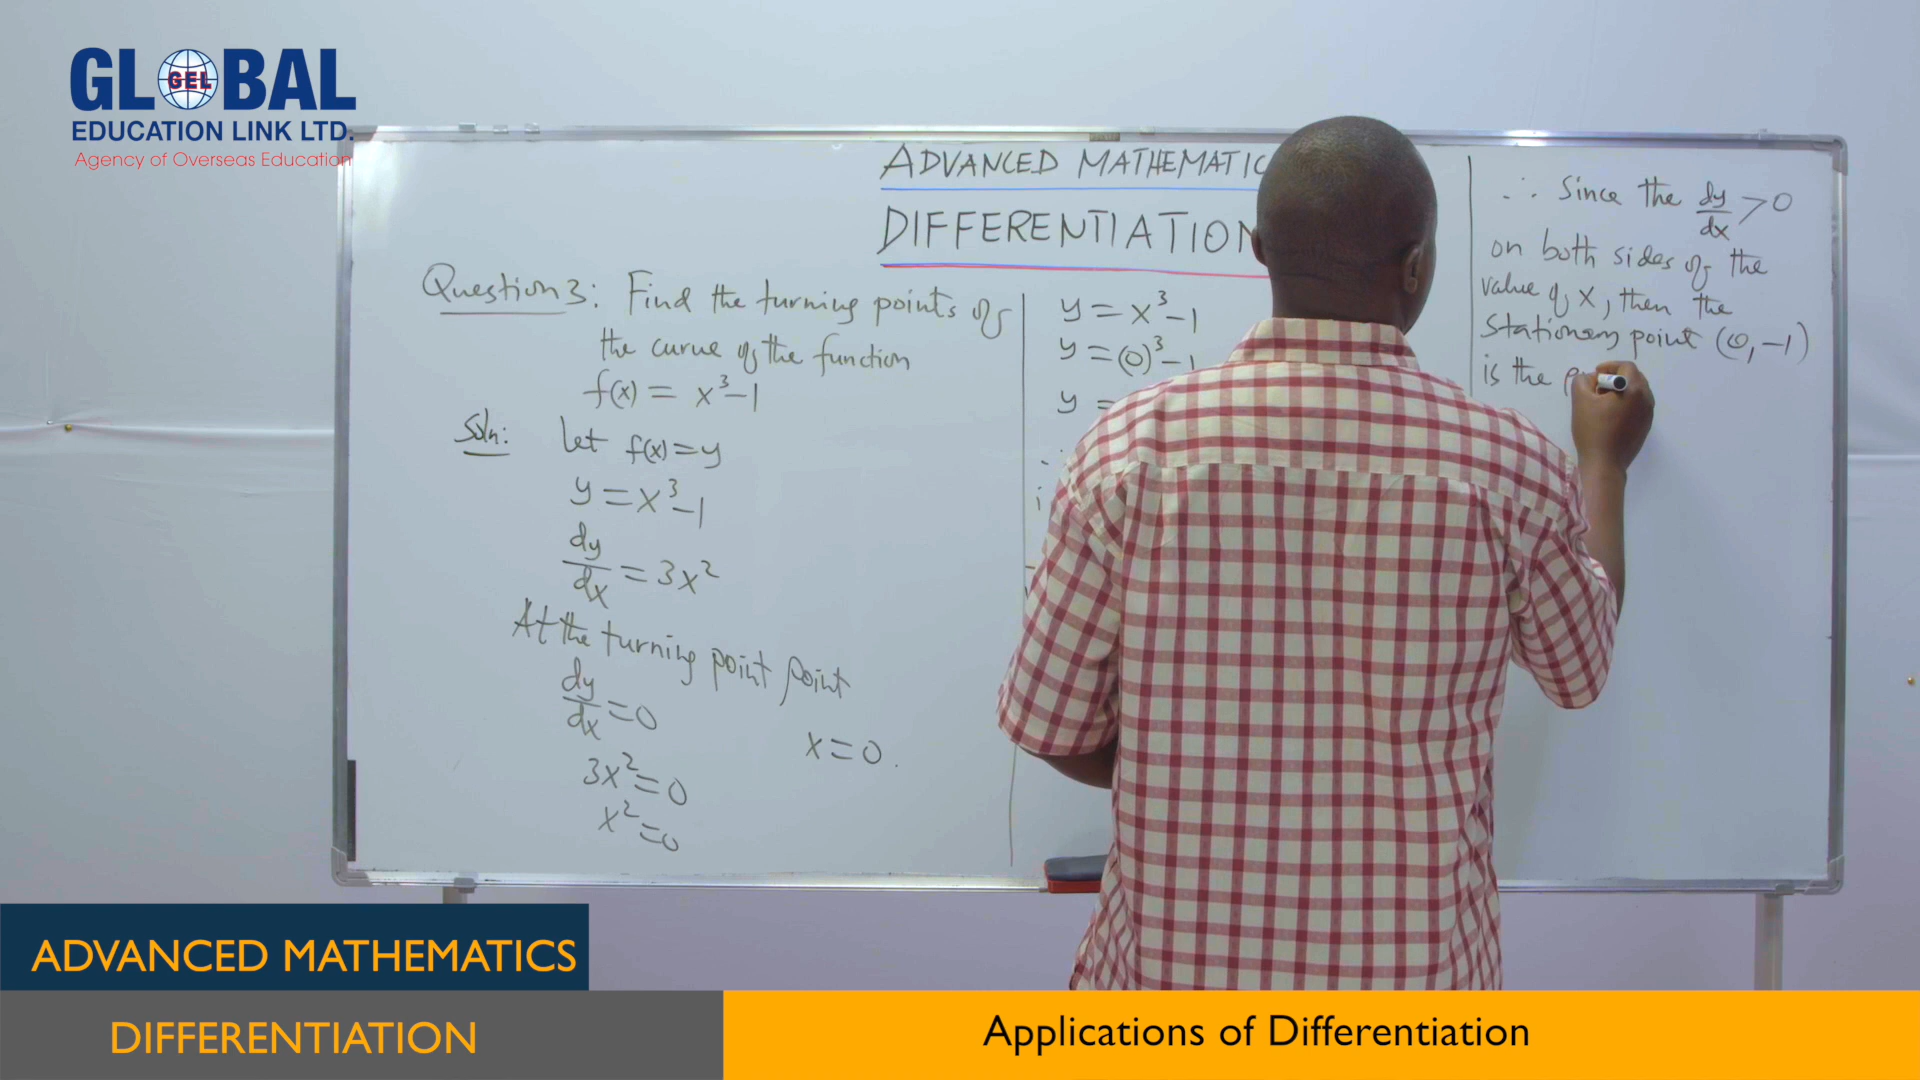 GLOBAL
GEL
EDUCATION LINK LTD.
Agency of Overseas Education
ADVANCED MATHEMATIC
DIFFERENTIATION
Question 3: Find the turning points of
the curve of the function
f(x) = x³-1
Soln: let f(x)=y
y=x³-1
dy/dx = 3x²
At the turning point point
dy/dx = 0
3x²=0
x²=0
x=0.
y = x³-1
y = (0)³-1
y =
∴ Since the dy/dx > 0
on both sides of the
value of x, then the
Stationary point (0,-1)
is the
ADVANCED MATHEMATICS
DIFFERENTIATION
Applications of Differentiation